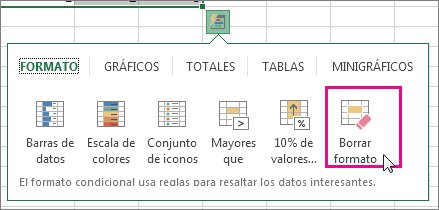 FORMATO GRÁFICOS TOTALES TABLAS MINIGRÁFICOS
Barras de datos
Escala de colores
Conjunto de iconos
Mayores que
10% de valores...
Borrar formato
El formato condicional usa reglas para resaltar los datos interesantes.